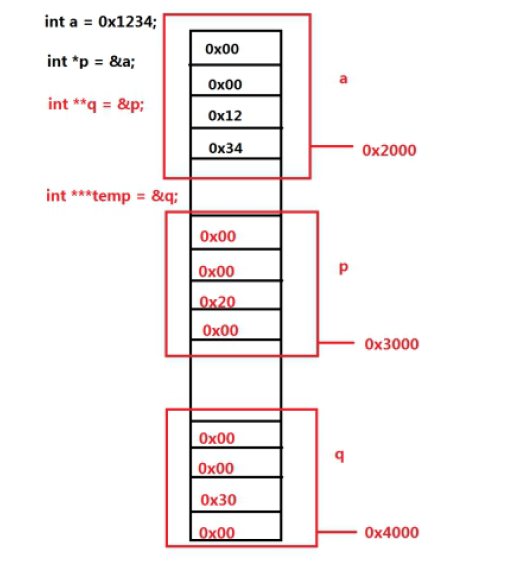 int a = 0x1234;
int *p = &a;
int **q = &p;
0x00
0x00
0x12
0x34
a
0x2000
int ***temp = &q;
0x00
0x00
0x20
0x00
p
0x3000
0x00
0x00
0x30
0x00
q
0x4000